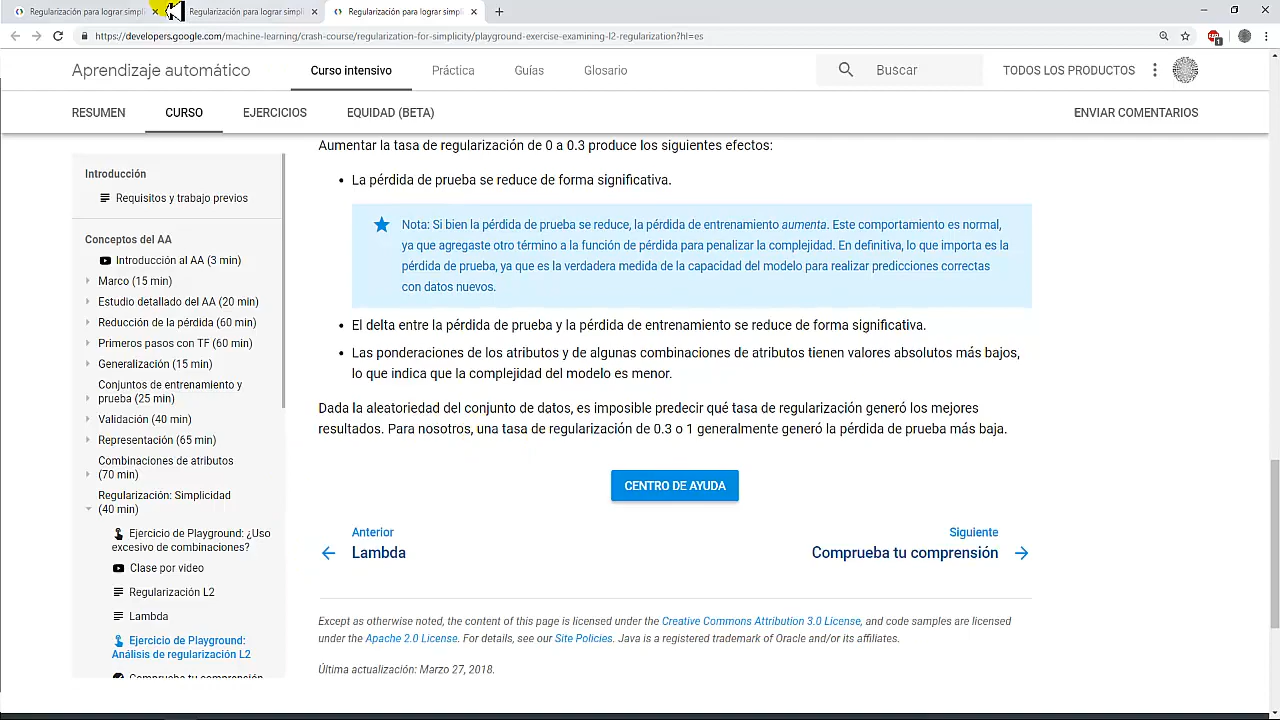 Regularización para lograr simpli
Regularización para lograr simpli
Regularización para lograr simpli
https://developers.google.com/machine-learning/crash-course/regularization-for-simplicity/playground-exercise-examining-l2-regularization?hl=es
1
Aprendizaje automático
Curso intensivo
Práctica
Guías
Glosario
Buscar
TODOS LOS PRODUCTOS
RESUMEN
CURSO
EJERCICIOS
EQUIDAD (BETA)
ENVIAR COMENTARIOS
Introducción
Requisitos y trabajo previos
Conceptos del AA
Introducción al AA (3 min)
Marco (15 min)
Estudio detallado del AA (20 min)
Reducción de la pérdida (60 min)
Primeros pasos con TF (60 min)
Generalización (15 min)
Conjuntos de entrenamiento y
prueba (25 min)
Validación (40 min)
Representación (65 min)
Combinaciones de atributos
(70 min)
Regularización: Simplicidad
(40 min)
Ejercicio de Playground: ¿Uso
excesivo de combinaciones?
Clase por video
Regularización L2
Lambda
Ejercicio de Playground:
Análisis de regularización L2
Comprueba tu comprensión
Aumentar la tasa de regularización de 0 a 0.3 produce los siguientes efectos:
• La pérdida de prueba se reduce de forma significativa.
Nota: Si bien la pérdida de prueba se reduce, la pérdida de entrenamiento aumenta. Este comportamiento es normal,
ya que agregaste otro término a la función de pérdida para penalizar la complejidad. En definitiva, lo que importa es la
pérdida de prueba, ya que es la verdadera medida de la capacidad del modelo para realizar predicciones correctas
con datos nuevos.
• El delta entre la pérdida de prueba y la pérdida de entrenamiento se reduce de forma significativa.
• Las ponderaciones de los atributos y de algunas combinaciones de atributos tienen valores absolutos más bajos,
lo que indica que la complejidad del modelo es menor.
Dada la aleatoriedad del conjunto de datos, es imposible predecir qué tasa de regularización generó los mejores
resultados. Para nosotros, una tasa de regularización de 0.3 o 1 generalmente generó la pérdida de prueba más baja.
CENTRO DE AYUDA
Anterior
Lambda
Siguiente
Comprueba tu comprensión
Except as otherwise noted, the content of this page is licensed under the Creative Commons Attribution 3.0 License, and code samples are licensed
under the Apache 2.0 License. For details, see our Site Policies. Java is a registered trademark of Oracle and/or its affiliates.
Última actualización: Marzo 27, 2018.